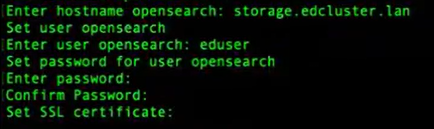 Enter hostname opensearch: storage.edcluster.lan
Set user opensearch
Enter user opensearch: eduser
Set password for user opensearch
Enter password:
Confirm Password:
Set SSL certificate: